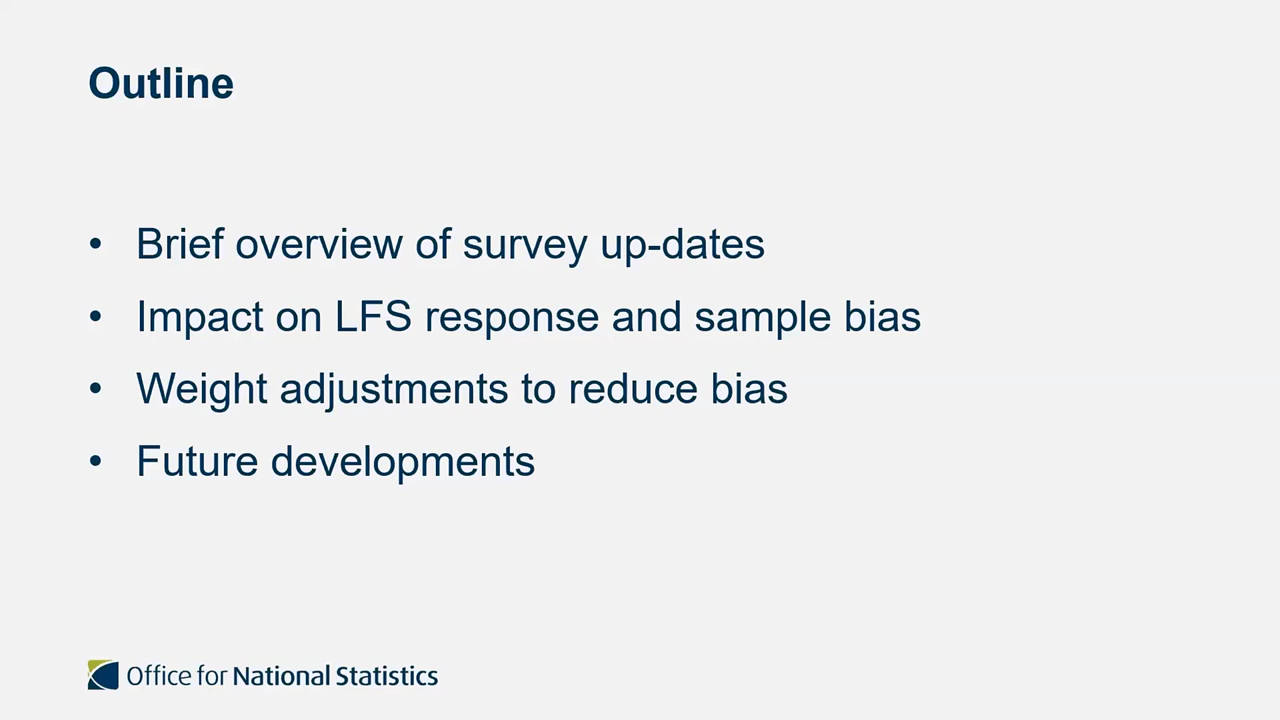 Outline
• Brief overview of survey up-dates
• Impact on LFS response and sample bias
• Weight adjustments to reduce bias
• Future developments
Office for National Statistics